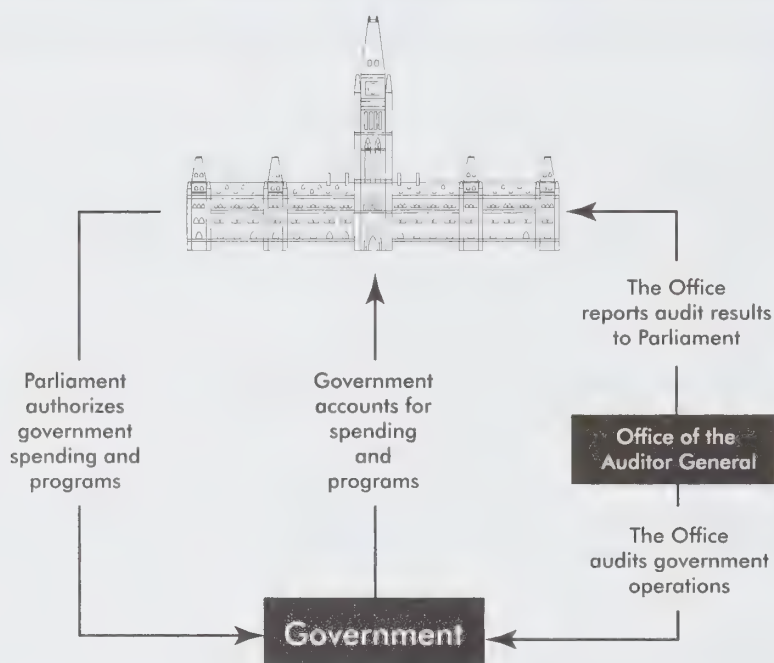 The Office
reports audit results
to Parliament
Parliament
authorizes
government
spending and
programs
Government
accounts for
spending
and
programs
Office of the
Auditor General
The Office
audits government
operations
Government